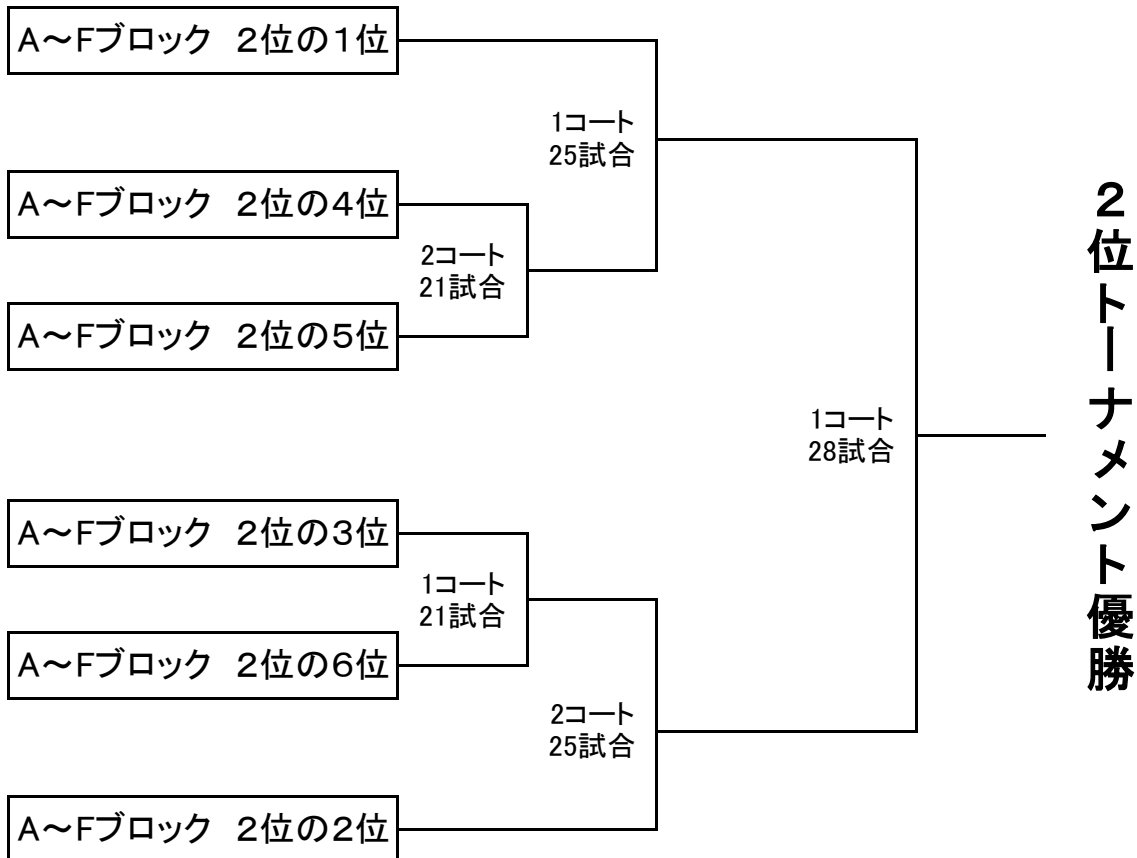 A～Fブロック　２位の１位
1コート
25試合
A～Fブロック　２位の４位
2コート
21試合
A～Fブロック　２位の５位
1コート
28試合
A～Fブロック　２位の３位
1コート
21試合
A～Fブロック　２位の６位
2コート
25試合
A～Fブロック　２位の２位
２位トーナメント優勝